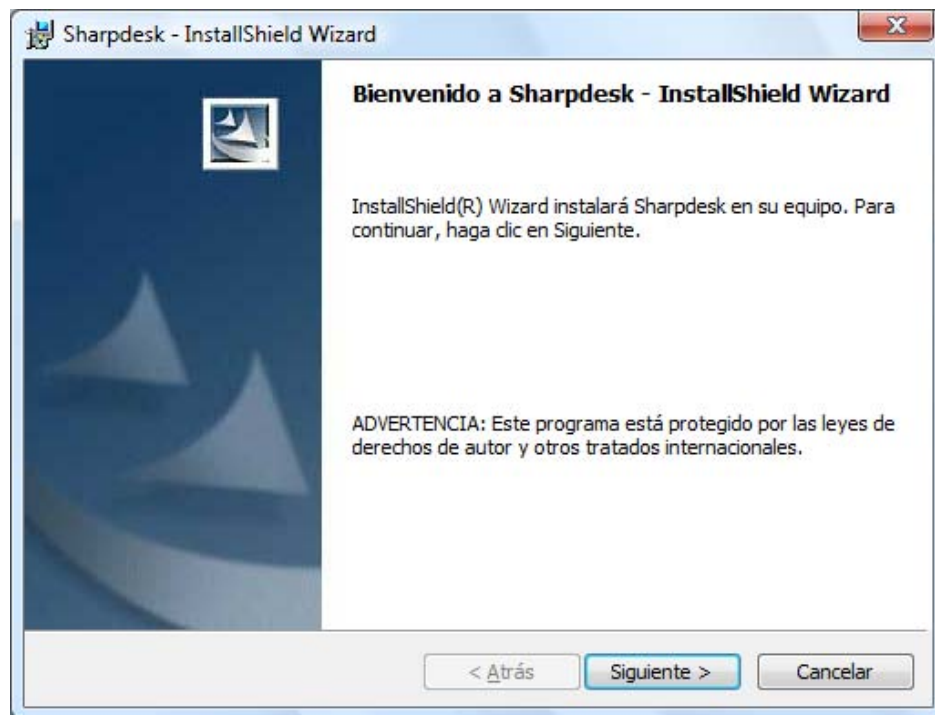 Sharpdesk - InstallShield Wizard
Bienvenido a Sharpdesk - InstallShield Wizard
InstallShield(R) Wizard instalará Sharpdesk en su equipo. Para
continuar, haga clic en Siguiente.
ADVERTENCIA: Este programa está protegido por las leyes de
derechos de autor y otros tratados internacionales.
< Atrás
Siguiente >
Cancelar